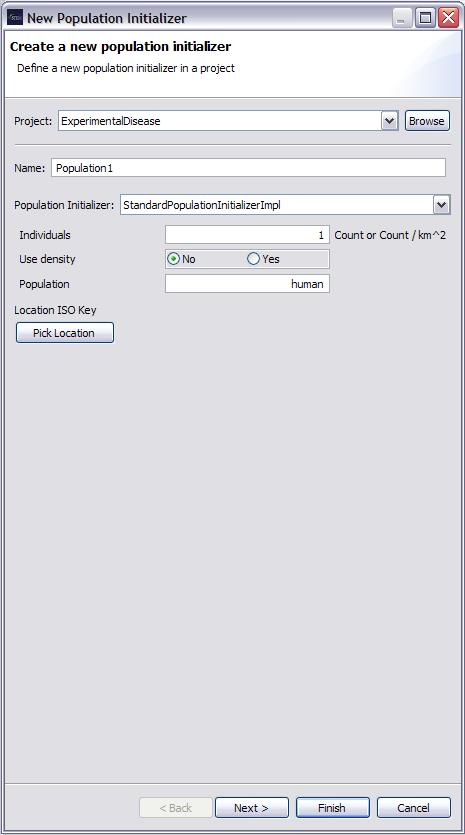 New Population Initializer
Create a new population initializer
Define a new population initializer in a project
Project: ExperimentalDisease Browse
Name: Population1
Population Initializer: StandardPopulationInitializerImpl
Individuals 1 Count or Count / km^2
Use density No Yes
Population human
Location ISO Key
Pick Location
< Back Next > Finish Cancel